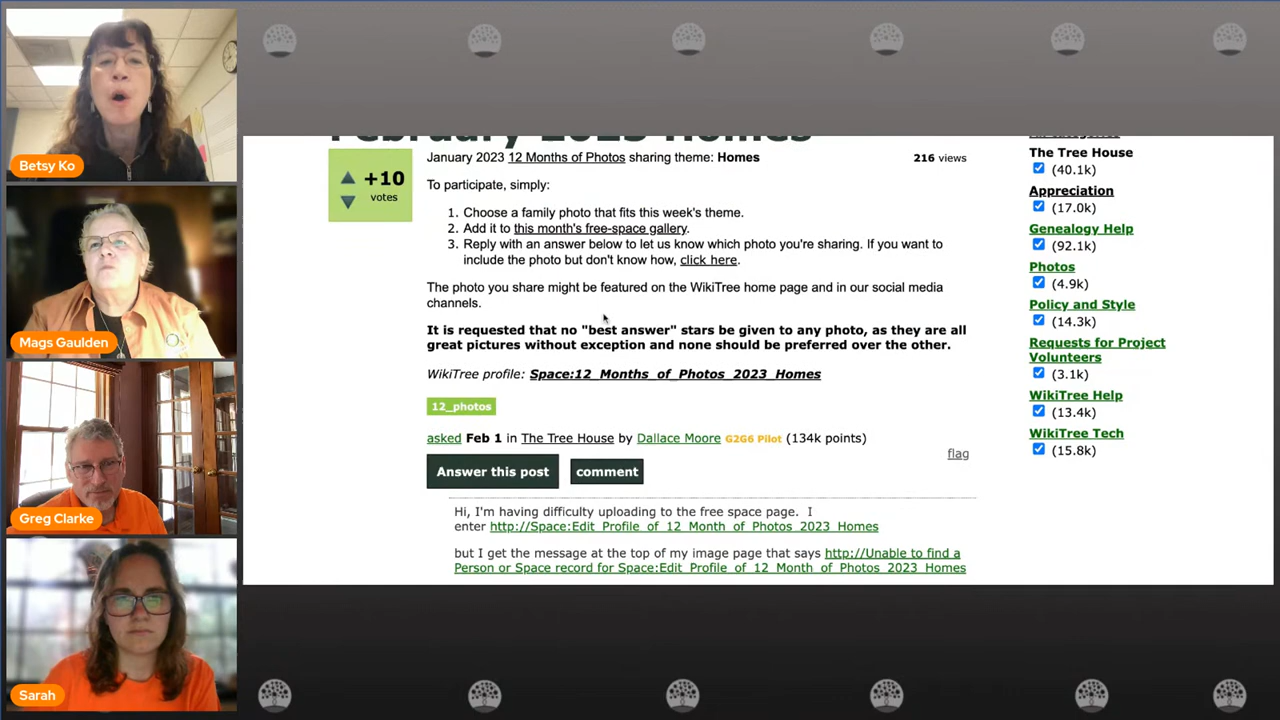 Betsy Ko
Mags Gaulden
Greg Clarke
Sarah
February 2023 Homes
+10
votes
January 2023 12 Months of Photos sharing theme: Homes
216 views
To participate, simply:
1. Choose a family photo that fits this week's theme.
2. Add it to this month's free-space gallery.
3. Reply with an answer below to let us know which photo you're sharing. If you want
to include the photo but don't know how, click here.
The photo you share might be featured on the WikiTree home page and in our social media
channels.
It is requested that no "best answer" stars be given to any photo, as they are all
great pictures without exception and none should be preferred over the other.
WikiTree profile: Space:12_Months_of_Photos_2023_Homes
12_photos
asked Feb 1 in The Tree House by Dallace Moore G2G6 Pilot (134k points)
flag
Answer this post
comment
Hi, I'm having difficulty uploading to the free space page. I
enter http://Space:Edit_Profile_of_12_Month_of_Photos_2023_Homes
but I get the message at the top of my image page that says http://Unable to find a
Person or Space record for Space:Edit_Profile_of_12_Month_of_Photos_2023_Homes
The Tree House
(40.1k)
Appreciation
(17.0k)
Genealogy Help
(92.1k)
Photos
(4.9k)
Policy and Style
(14.3k)
Requests for Project
Volunteers
(3.1k)
WikiTree Help
(13.4k)
WikiTree Tech
(15.8k)